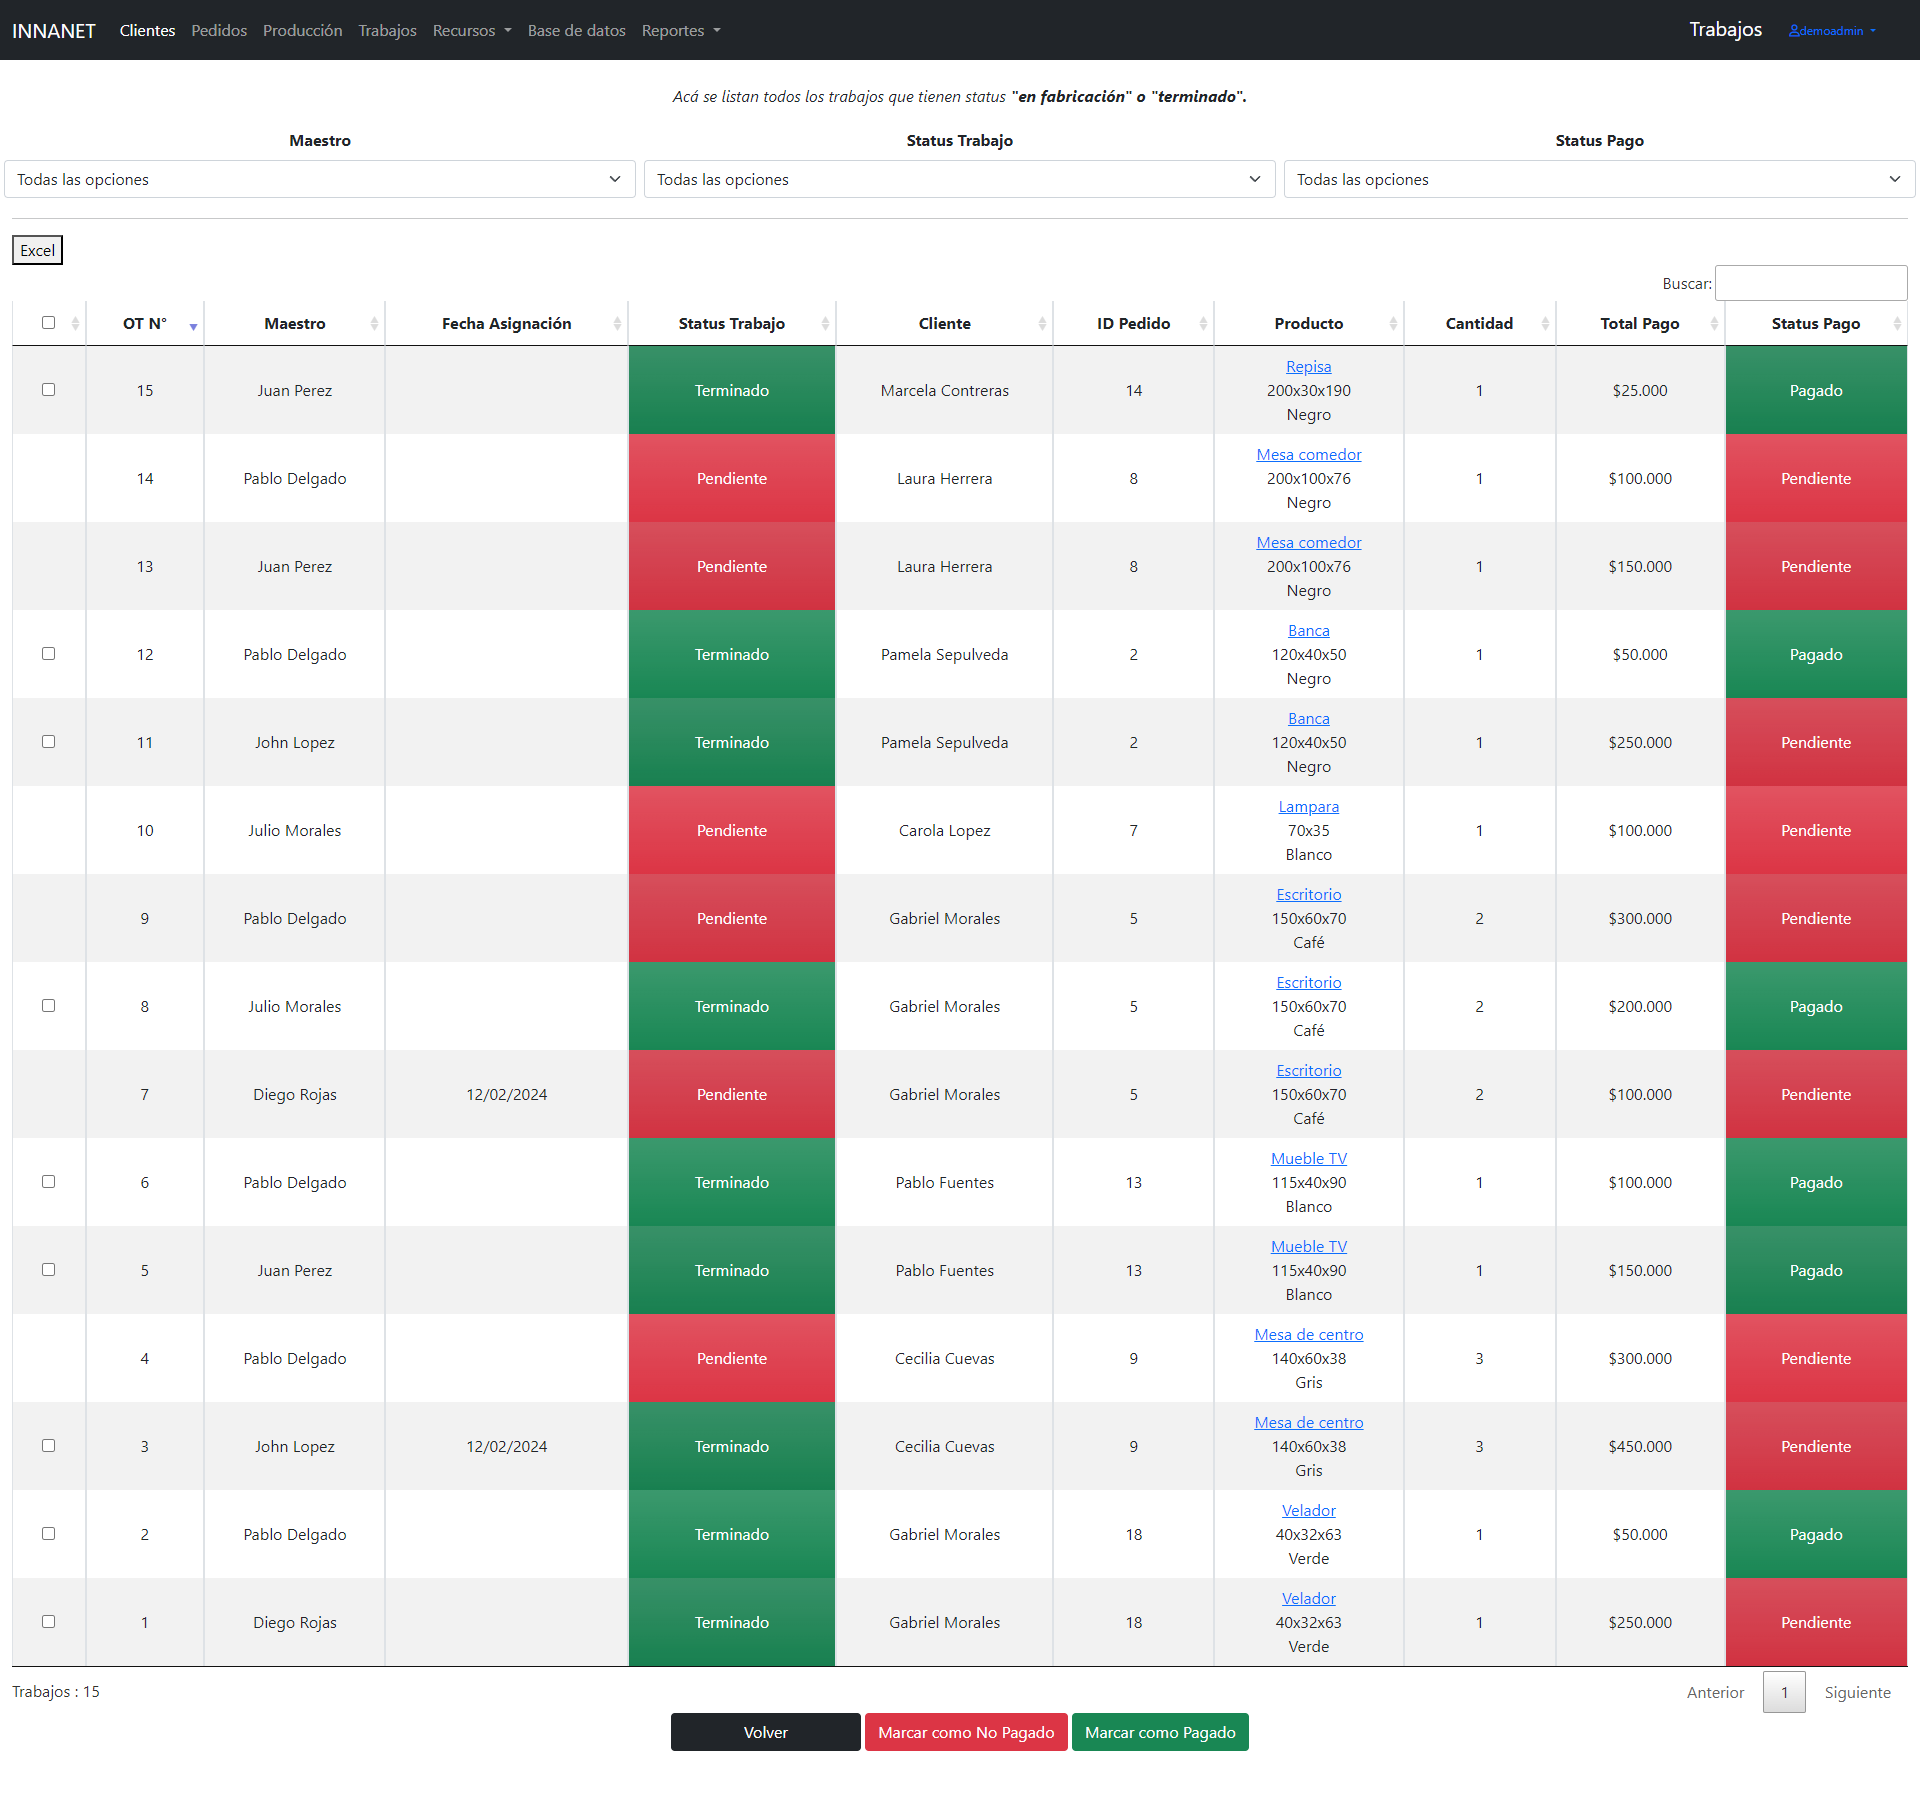 INNANET Clientes Pedidos Producción Trabajos Recursos Base de datos Reportes Trabajos demoadmin
Acá se listan todos los trabajos que tienen status "en fabricación" o "terminado".
Maestro Status Trabajo Status Pago
Todas las opciones Todas las opciones Todas las opciones
Excel
Buscar:
OT N° Maestro Fecha Asignación Status Trabajo Cliente ID Pedido Producto Cantidad Total Pago Status Pago
Repisa
15 Juan Perez Terminado Marcela Contreras 14 200x30x190 1 $25.000 Pagado
Negro
Mesa comedor
14 Pablo Delgado Pendiente Laura Herrera 8 200x100x76 1 $100.000 Pendiente
Negro
Mesa comedor
13 Juan Perez Pendiente Laura Herrera 8 200x100x76 1 $150.000 Pendiente
Negro
Banca
12 Pablo Delgado Terminado Pamela Sepulveda 2 120x40x50 1 $50.000 Pagado
Negro
Banca
11 John Lopez Terminado Pamela Sepulveda 2 120x40x50 1 $250.000 Pendiente
Negro
Lampara
10 Julio Morales Pendiente Carola Lopez 7 70x35 1 $100.000 Pendiente
Blanco
Escritorio
9 Pablo Delgado Pendiente Gabriel Morales 5 150x60x70 2 $300.000 Pendiente
Café
Escritorio
8 Julio Morales Terminado Gabriel Morales 5 150x60x70 2 $200.000 Pagado
Café
Escritorio
7 Diego Rojas 12/02/2024 Pendiente Gabriel Morales 5 150x60x70 2 $100.000 Pendiente
Café
Mueble TV
6 Pablo Delgado Terminado Pablo Fuentes 13 115x40x90 1 $100.000 Pagado
Blanco
Mueble TV
5 Juan Perez Terminado Pablo Fuentes 13 115x40x90 1 $150.000 Pagado
Blanco
Mesa de centro
4 Pablo Delgado Pendiente Cecilia Cuevas 9 140x60x38 3 $300.000 Pendiente
Gris
Mesa de centro
3 John Lopez 12/02/2024 Terminado Cecilia Cuevas 9 140x60x38 3 $450.000 Pendiente
Gris
Velador
2 Pablo Delgado Terminado Gabriel Morales 18 40x32x63 1 $50.000 Pagado
Verde
Velador
1 Diego Rojas Terminado Gabriel Morales 18 40x32x63 1 $250.000 Pendiente
Verde
Trabajos : 15 Anterior 1 Siguiente
Volver Marcar como No Pagado Marcar como Pagado